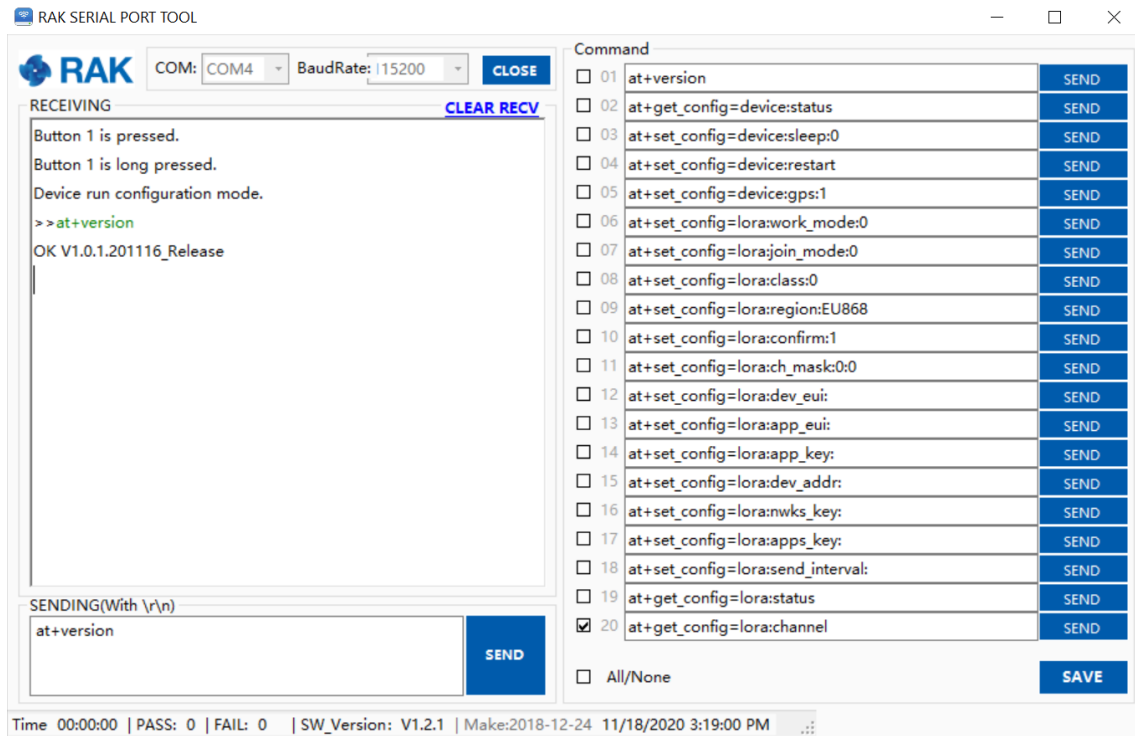 RAK SERIAL PORT TOOL
RAK COM: COM4 BaudRate: 115200 CLOSE
RECEIVING CLEAR RECV
Button 1 is pressed.
Button 1 is long pressed.
Device run configuration mode.
>>at+version
OK V1.0.1.201116_Release
SENDING(With \r\n)
at+version
SEND
Command
01 at+version SEND
02 at+get_config=device:status SEND
03 at+set_config=device:sleep:0 SEND
04 at+set_config=device:restart SEND
05 at+set_config=device:gps:1 SEND
06 at+set_config=lora:work_mode:0 SEND
07 at+set_config=lora:join_mode:0 SEND
08 at+set_config=lora:class:0 SEND
09 at+set_config=lora:region:EU868 SEND
10 at+set_config=lora:confirm:1 SEND
11 at+set_config=lora:ch_mask:0:0 SEND
12 at+set_config=lora:dev_eui: SEND
13 at+set_config=lora:app_eui: SEND
14 at+set_config=lora:app_key: SEND
15 at+set_config=lora:dev_addr: SEND
16 at+set_config=lora:nwks_key: SEND
17 at+set_config=lora:apps_key: SEND
18 at+set_config=lora:send_interval: SEND
19 at+get_config=lora:status SEND
20 at+get_config=lora:channel SEND
All/None SAVE
Time 00:00:00 | PASS: 0 | FAIL: 0 | SW_Version: V1.2.1 | Make:2018-12-24 11/18/2020 3:19:00 PM